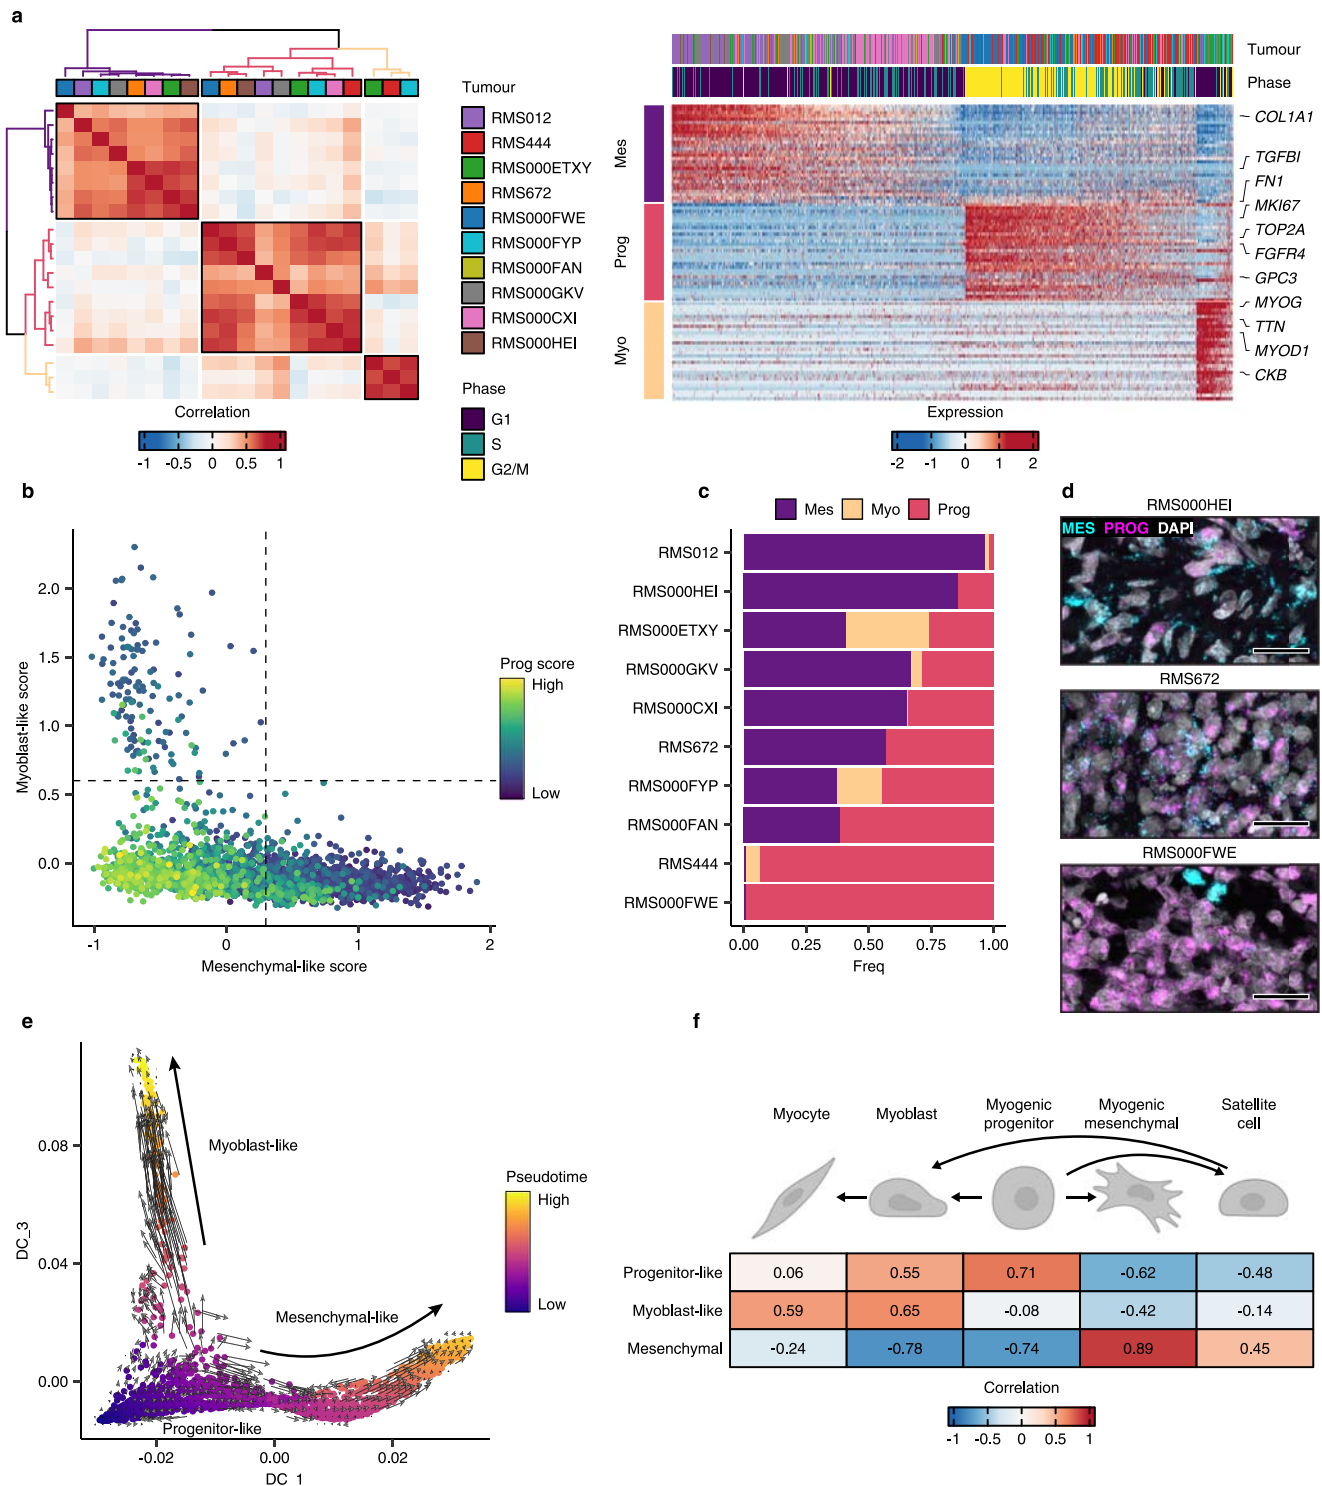 a
Tumour
RMS012
RMS444
RMS000ETXY
RMS672
RMS000FWE
RMS000FYP
RMS000FAN
RMS000GKV
RMS000CXI
RMS000HEI
Phase
G1
S
G2/M
Correlation
-1 -0.5 0 0.5 1
Tumour
Phase
Mes
Prog
Myo
COL1A1
TGFBI
FN1
MKI67
TOP2A
FGFR4
GPC3
MYOG
TTN
MYOD1
CKB
Expression
-2 -1 0 1 2
b
Myoblast-like score
2.0
1.5
1.0
0.5
0.0
-1 0 1 2
Mesenchymal-like score
Prog score
High
Low
c
Mes Myo Prog
RMS012
RMS000HEI
RMS000ETXY
RMS000GKV
RMS000CXI
RMS672
RMS000FYP
RMS000FAN
RMS444
RMS000FWE
0.00 0.25 0.50 0.75 1.00
Freq
d
RMS000HEI
MES PROG DAPI
RMS672
RMS000FWE
e
DC_3
0.08
0.04
0.00
Myoblast-like
Mesenchymal-like
Progenitor-like
-0.02 0.00 0.02
DC_1
Pseudotime
High
Low
f
Myocyte
Myoblast
Myogenic
progenitor
Myogenic
mesenchymal
Satellite
cell
Progenitor-like 0.06 0.55 0.71 -0.62 -0.48
Myoblast-like 0.59 0.65 -0.08 -0.42 -0.14
Mesenchymal -0.24 -0.78 -0.74 0.89 0.45
Correlation
-1 -0.5 0 0.5 1